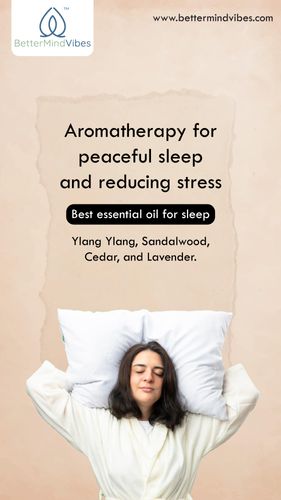 www.bettermindvibes.com
TM
BetterMindVibes
Aromatherapy for
peaceful sleep
and reducing stress
Best essential oil for sleep
Ylang Ylang, Sandalwood,
Cedar, and Lavender.